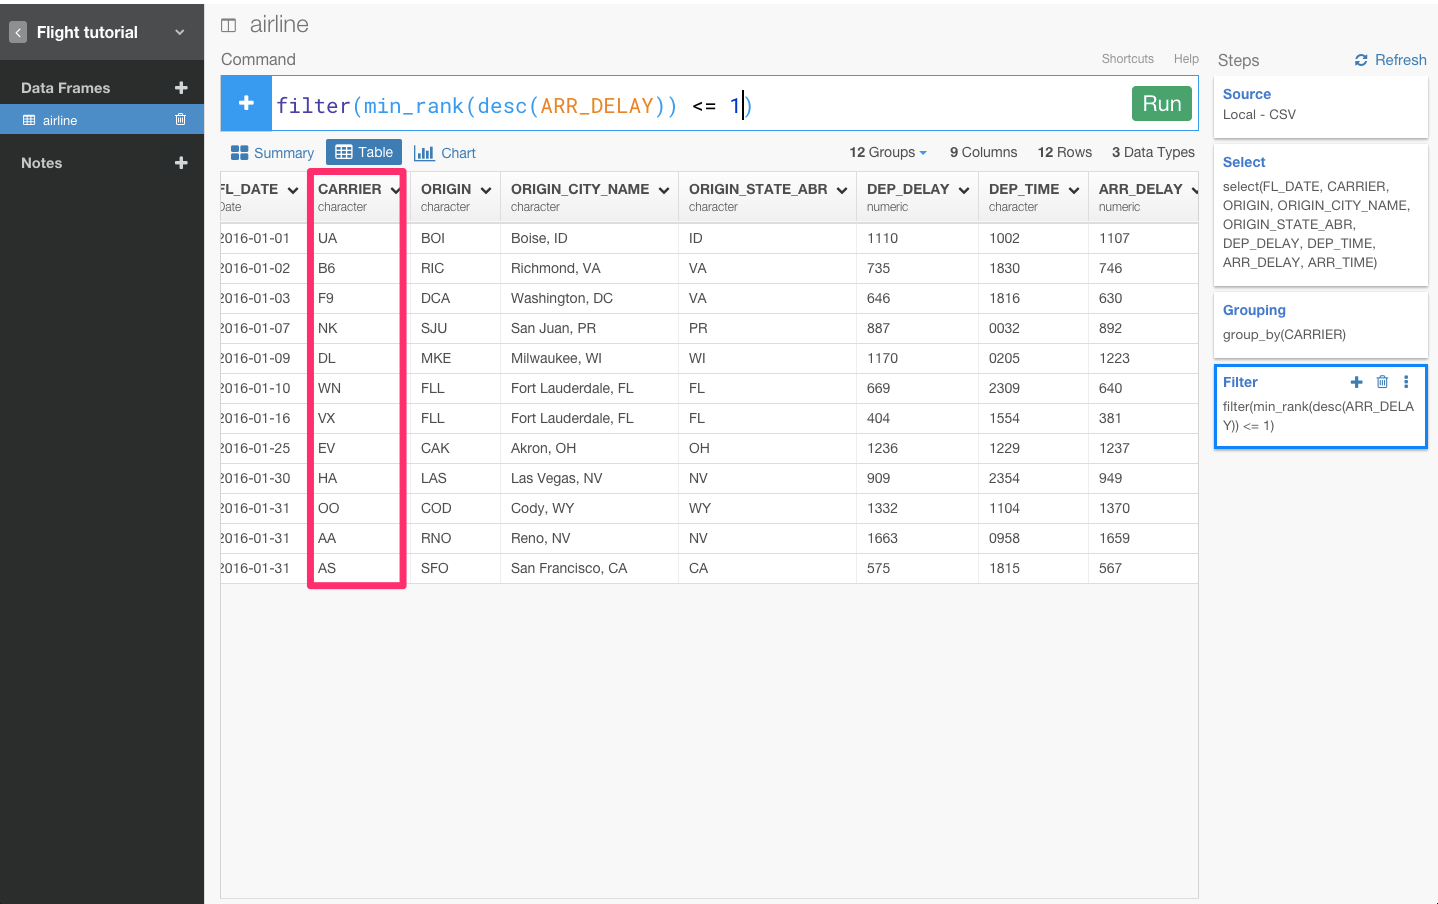 Flight tutorial
Data Frames
airline
Notes
airline
Command
Shortcuts Help
filter(min_rank(desc(ARR_DELAY)) <= 1)
Run
Summary Table Chart
12 Groups 9 Columns 12 Rows 3 Data Types
FL_DATE CARRIER ORIGIN ORIGIN_CITY_NAME ORIGIN_STATE_ABR DEP_DELAY DEP_TIME ARR_DELAY
Date character character character character numeric character numeric
2016-01-01 UA BOI Boise, ID ID 1110 1002 1107
2016-01-02 B6 RIC Richmond, VA VA 735 1830 746
2016-01-03 F9 DCA Washington, DC VA 646 1816 630
2016-01-07 NK SJU San Juan, PR PR 887 0032 892
2016-01-09 DL MKE Milwaukee, WI WI 1170 0205 1223
2016-01-10 WN FLL Fort Lauderdale, FL FL 669 2309 640
2016-01-16 VX FLL Fort Lauderdale, FL FL 404 1554 381
2016-01-25 EV CAK Akron, OH OH 1236 1229 1237
2016-01-30 HA LAS Las Vegas, NV NV 909 2354 949
2016-01-31 OO COD Cody, WY WY 1332 1104 1370
2016-01-31 AA RNO Reno, NV NV 1663 0958 1659
2016-01-31 AS SFO San Francisco, CA CA 575 1815 567
Steps Refresh
Source
Local - CSV
Select
select(FL_DATE, CARRIER,
ORIGIN, ORIGIN_CITY_NAME,
ORIGIN_STATE_ABR,
DEP_DELAY, DEP_TIME,
ARR_DELAY, ARR_TIME)
Grouping
group_by(CARRIER)
Filter
filter(min_rank(desc(ARR_DELA
Y)) <= 1)